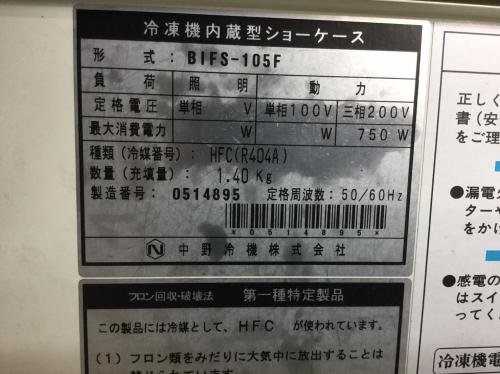 冷凍機内蔵型ショーケース
形 式: BIFS-105F
負荷 照明 動力
定格電圧 単相 V 単相100V 三相200V
最大消費電力 W W 750W
種類(冷媒番号): HFC(R404A)
数量(充填量): 1.40 Kg
製造番号: 0514895 定格周波数: 50/60Hz
*0514895*
N 中野冷機株式会社
フロン回収・破壊法 第一種特定製品
この製品には冷媒として、HFC が使われています。
(1) フロン類をみだりに大気中に放出することは
正しく
書(安
をご理
●漏電
ターや
をかけ
●感電の
はスイ
ってく
冷凍機電